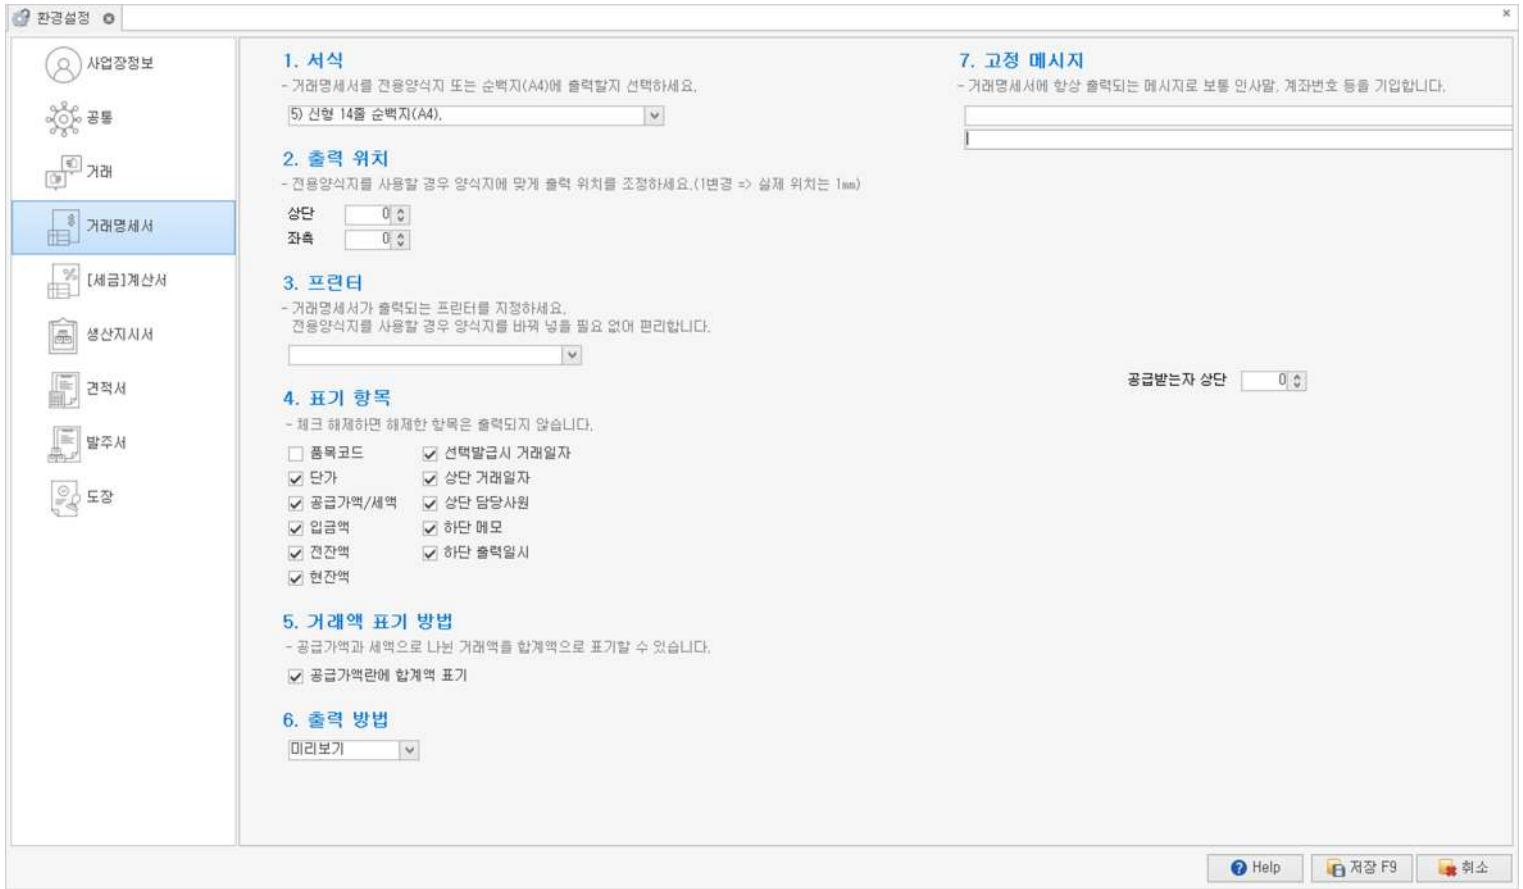 환경설정
사업장정보
공통
거래
거래명세서
[세금]계산서
생산지시서
견적서
발주서
도장
1. 서식
- 거래명세서를 전용양식지 또는 순백지(A4)에 출력할지 선택하세요.
5) 신형 14줄 순백지(A4).
2. 출력 위치
- 전용양식지를 사용할 경우 양식지에 맞게 출력 위치를 조정하세요.(1변경 => 실제 위치는 1mm)
상단 0
좌측 0
3. 프린터
- 거래명세서가 출력되는 프린터를 지정하세요.
전용양식지를 사용할 경우 양식지를 바꿔 넣을 필요 없어 편리합니다.
4. 표기 항목
- 체크 해제하면 해제한 항목은 출력되지 않습니다.
품목코드 선택발급시 거래일자
단가 상단 거래일자
공급가액/세액 상단 담당사원
입금액 하단 메모
전잔액 하단 출력일시
현잔액
5. 거래액 표기 방법
- 공급가액과 세액으로 나뉜 거래액을 합계액으로 표기할 수 있습니다.
공급가액란에 합계액 표기
6. 출력 방법
미리보기
7. 고정 메시지
- 거래명세서에 항상 출력되는 메시지로 보통 인사말, 계좌번호 등을 기입합니다.
공급받는자 상단 0
Help 저장 F9 취소